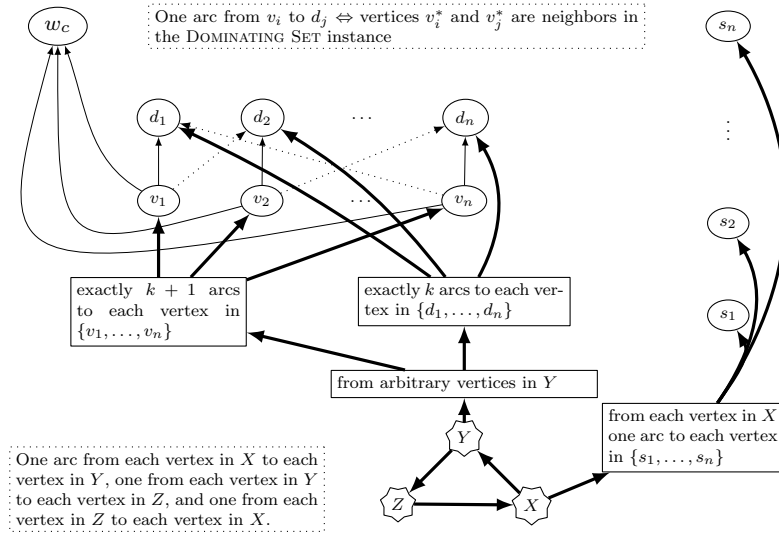 w_c
One arc from v_i to d_j ⇔ vertices v_i^* and v_j^* are neighbors in
the DOMINATING SET instance
s_n
d_1 d_2 ... d_n
⋮
v_1 v_2 ... v_n
s_2
exactly k + 1 arcs
to each vertex in
{v_1,...,v_n}
exactly k arcs to each ver-
tex in {d_1,...,d_n}
s_1
from arbitrary vertices in Y
from each vertex in X
one arc to each vertex
in {s_1,...,s_n}
Y
Z X
One arc from each vertex in X to each
vertex in Y, one from each vertex in Y
to each vertex in Z, and one from each
vertex in Z to each vertex in X.